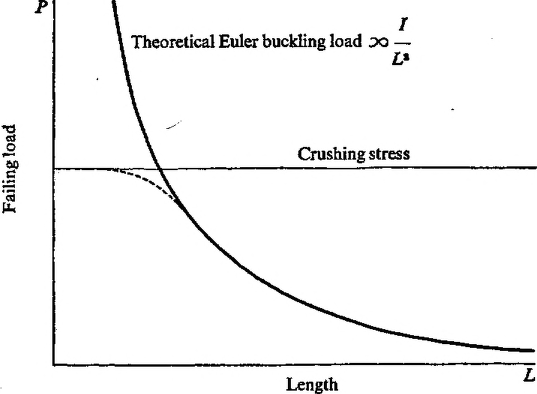 P
Theoretical Euler buckling load ∝ I
L²
Crushing stress
Failing load
L
Length